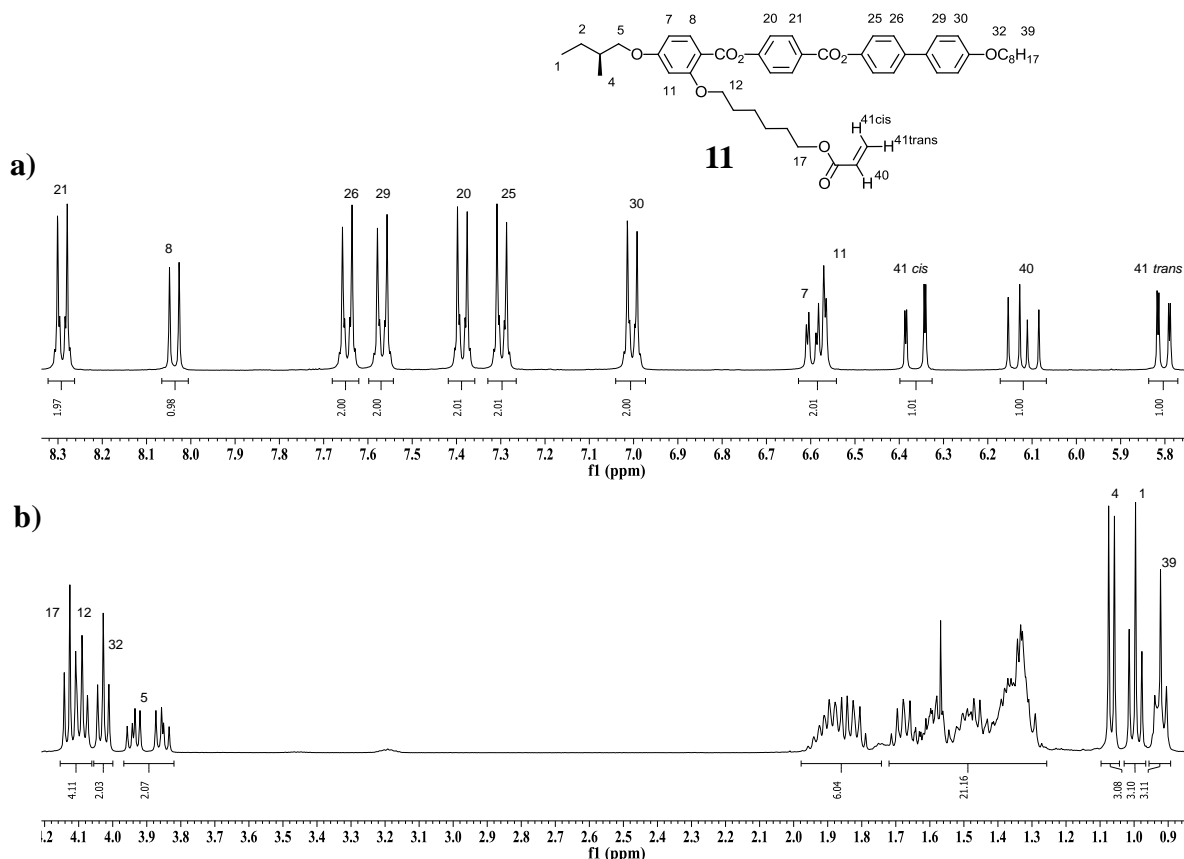 2 5 7 8 20 21 25 26 29 30 32 39
1 O CO₂ CO₂ OC₈H₁₇
4 11 O 12
H 41cis
H 41trans
17 O
11
O H 40
a)
21 8 26 29 20 25 30 7 11 41 cis 40 41 trans
1.97 0.98 2.00 2.00 2.01 2.01 2.00 2.01 1.01 1.00 1.00
8.3 8.2 8.1 8.0 7.9 7.8 7.7 7.6 7.5 7.4 7.3 7.2 7.1 7.0 6.9 6.8 6.7 6.6 6.5 6.4 6.3 6.2 6.1 6.0 5.9 5.8
f1 (ppm)
b)
17 12 32 5 4 1 39
4.11 2.03 2.07 6.04 21.16 3.08 3.10 3.11
4.0 3.9 3.8 3.7 3.6 3.5 3.4 3.3 3.2 3.1 3.0 2.9 2.8 2.7 2.6 2.5 2.4 2.3 2.2 2.1 2.0 1.9 1.8 1.7 1.6 1.5 1.4 1.3 1.2 1.1 1.0 0.9
f1 (ppm)